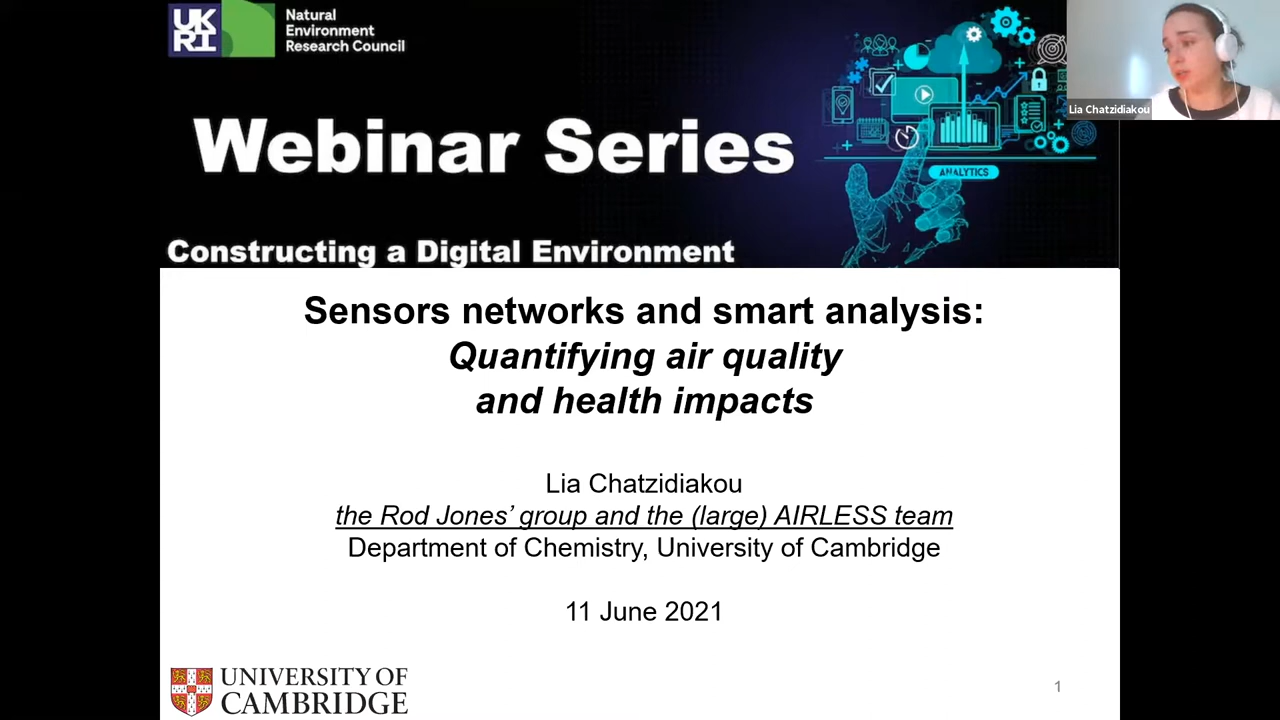 UK
RI
Natural
Environment
Research Council
Webinar Series
Constructing a Digital Environment
ANALYTICS
Lia Chatzidiakou
Sensors networks and smart analysis:
Quantifying air quality
and health impacts
Lia Chatzidiakou
the Rod Jones' group and the (large) AIRLESS team
Department of Chemistry, University of Cambridge
11 June 2021
UNIVERSITY OF
CAMBRIDGE
1